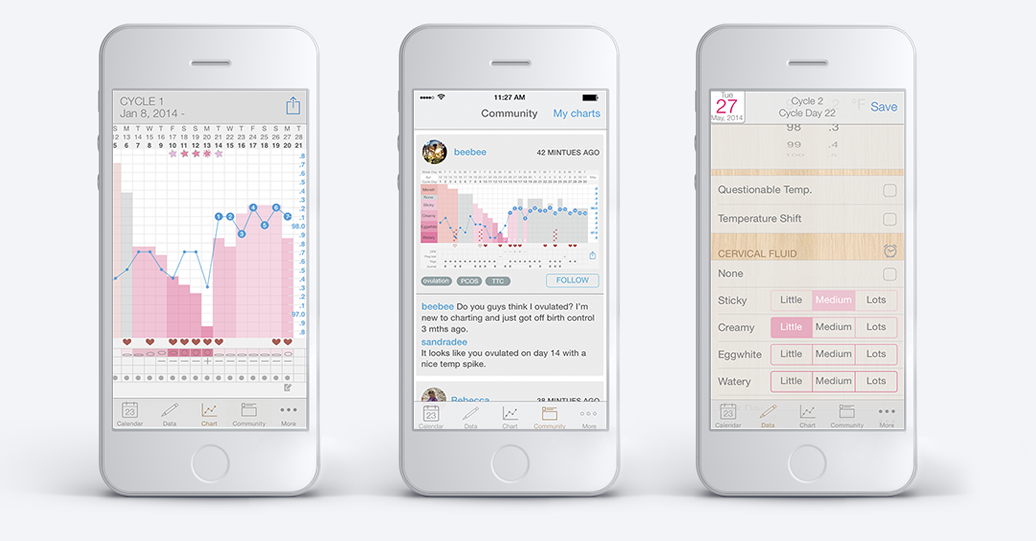 CYCLE 1
Jan 8, 2014 -
S M T W T F S S M T W T F S S M T
12 13 14 15 16 17 18 19 20 21 22 23 24 25 26 27 28
5 6 7 8 9 10 11 12 13 14 15 16 17 18 19 20 21
.8
.7
.6
.5
.4
.3
.2
.1
98.0
.9
.8
.7
.6
.5
.4
.3
.2
.1
97.0
.9
.8
1 2 3 4 5 6 7
23
Calendar
Data
Chart
Community
More
11:27 AM
Community
My charts
beebee
42 MINTUES AGO
Sticky
Creamy
Eggwhite
Watery
ovulation
PCOS
TTC
FOLLOW
beebee Do you guys think I ovulated? I'm
new to charting and just got off birth control
3 mths ago.
sandradee
It looks like you ovulated on day 14 with a
nice temp spike.
Rebecca
38 MINTUES AGO
23
Calendar
Data
Chart
Community
More
Tue
27
May, 2014
Cycle 2
Cycle Day 22
°F
Save
98 .3
99 .4
Questionable Temp.
Temperature Shift
CERVICAL FLUID
None
Sticky Little Medium Lots
Creamy Little Medium Lots
Eggwhite Little Medium Lots
Watery Little Medium Lots
23
Calendar
Data
Chart
Community
More